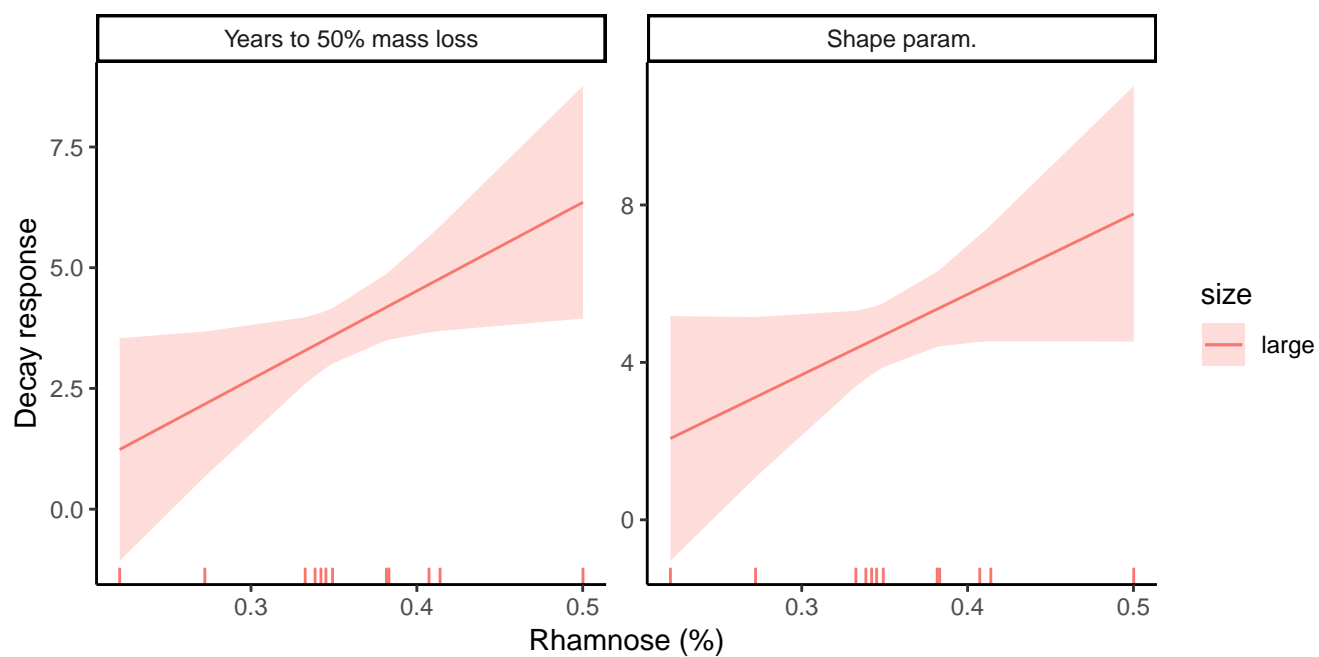 Years to 50% mass loss
Shape param.
7.5
5.0
2.5
0.0
8
4
0
Decay response
0.3
0.4
0.5
0.3
0.4
0.5
Rhamnose (%)
size
large